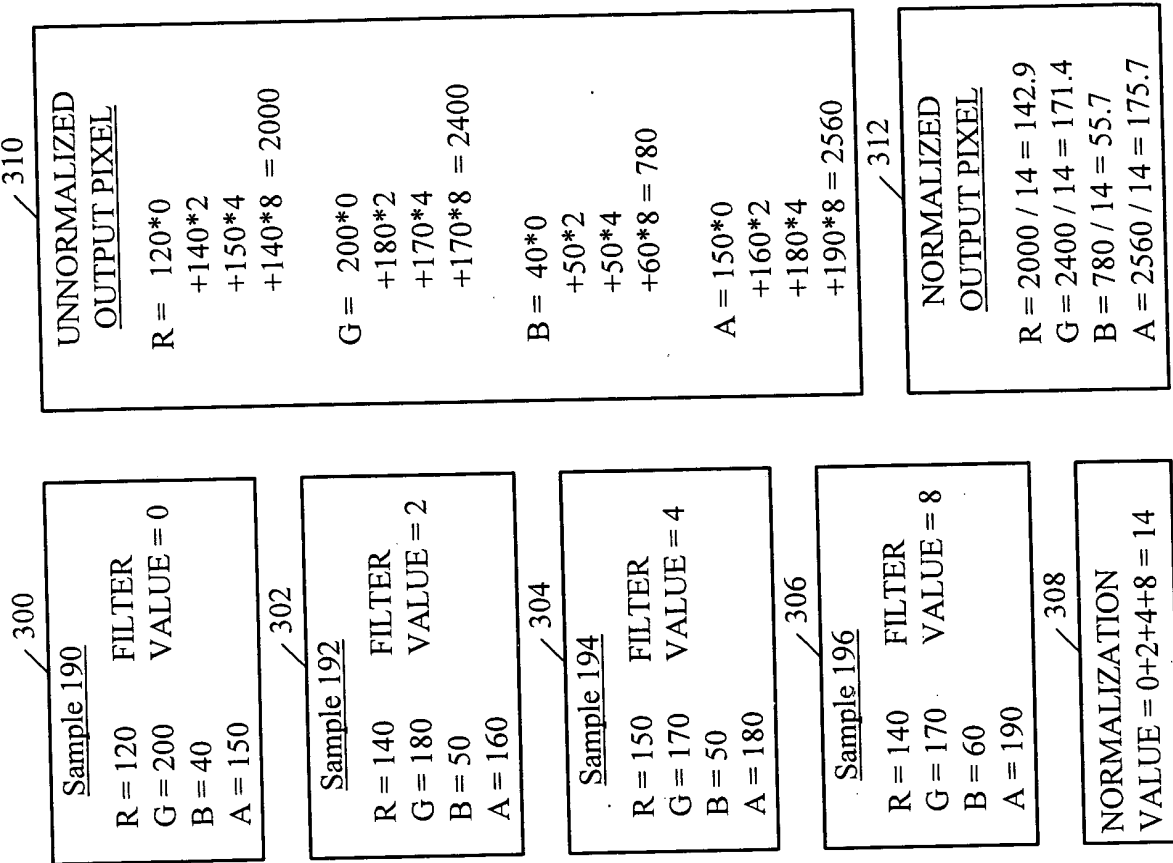 300
Sample 190
R = 120 FILTER
G = 200 VALUE = 0
B = 40
A = 150
302
Sample 192
R = 140 FILTER
G = 180 VALUE = 2
B = 50
A = 160
304
Sample 194
R = 150 FILTER
G = 170 VALUE = 4
B = 50
A = 180
306
Sample 196
R = 140 FILTER
G = 170 VALUE = 8
B = 60
A = 190
308
NORMALIZATION
VALUE = 0+2+4+8 = 14
310
UNNORMALIZED
OUTPUT PIXEL
R = 120*0
+140*2
+150*4
+140*8 = 2000
G = 200*0
+180*2
+170*4
+170*8 = 2400
B = 40*0
+50*2
+50*4
+60*8 = 780
A = 150*0
+160*2
+180*4
+190*8 = 2560
312
NORMALIZED
OUTPUT PIXEL
R = 2000 / 14 = 142.9
G = 2400 / 14 = 171.4
B = 780 / 14 = 55.7
A = 2560 / 14 = 175.7